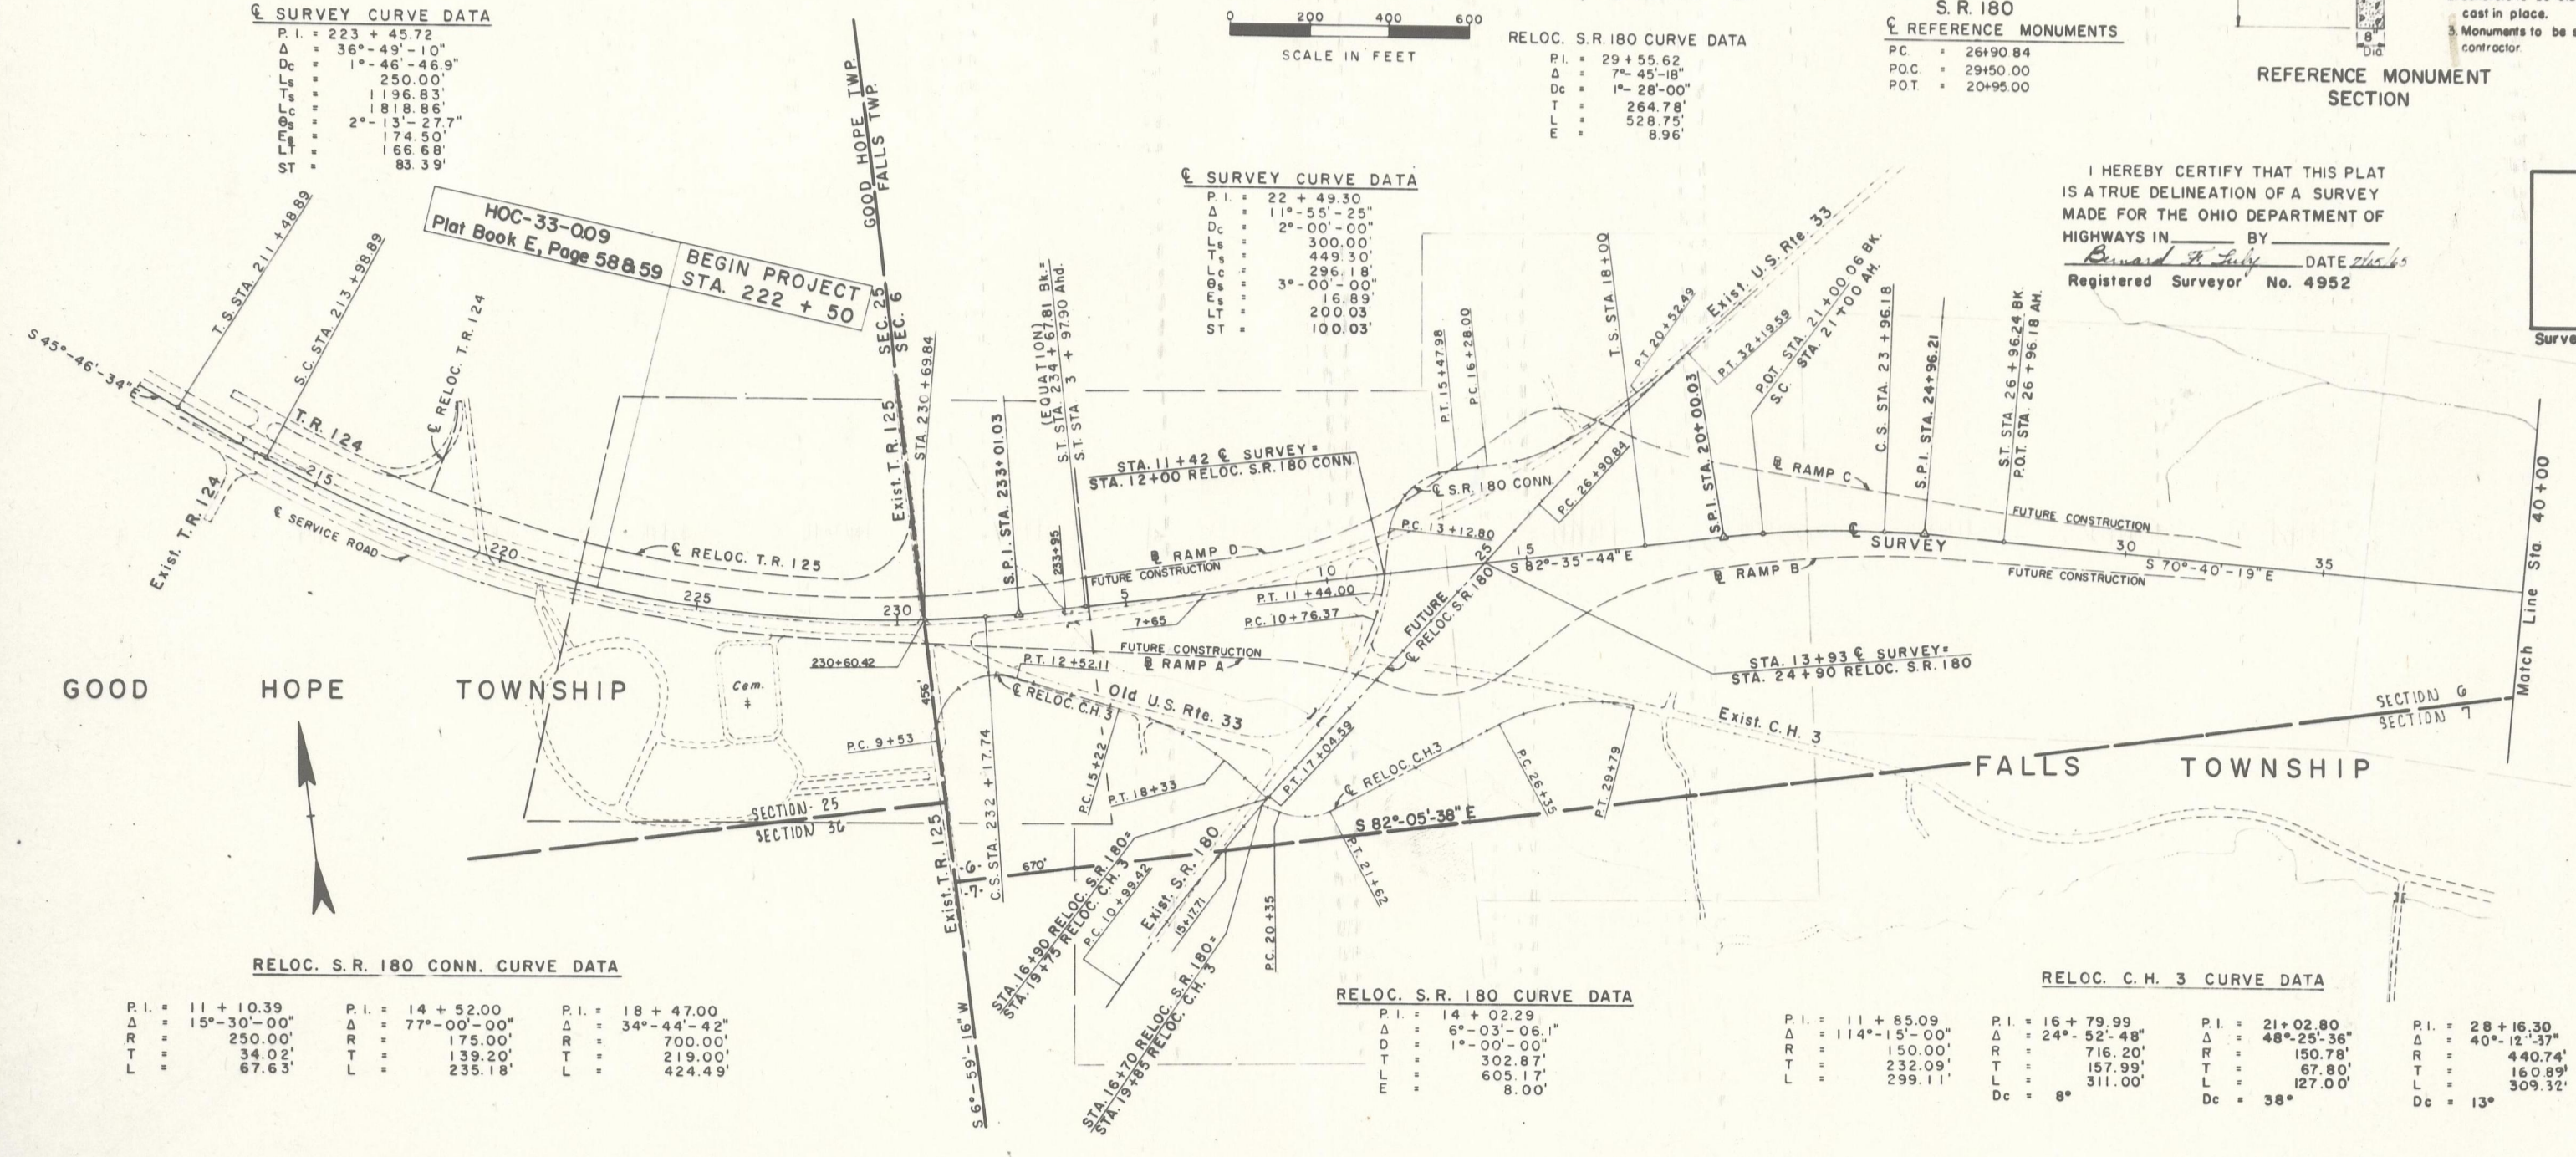 ℄ SURVEY CURVE DATA
P.I. = 223 + 45.72
Δ = 36°-49'-10"
Dc = 1°-46'-46.9"
Ls = 250.00'
Ts = 1196.83'
Lc = 1818.86'
θs = 2°-13'-27.7"
Es = 174.50'
LT = 166.68'
ST = 83.39'
0 200 400 600
SCALE IN FEET
RELOC. S.R. 180 CURVE DATA
P.I. = 29 + 55.62
Δ = 7°-45'-18"
Dc = 1°-28'-00"
T = 264.78'
L = 528.75'
E = 8.96'
S.R. 180
℄ REFERENCE MONUMENTS
P.C. = 26+90.84
P.O.C. = 29+50.00
P.O.T. = 20+95.00
8"
Dia.
REFERENCE MONUMENT
SECTION
cast in place.
3. Monuments to be
contractor.
℄ SURVEY CURVE DATA
P.I. = 22 + 49.30
Δ = 11°-55'-25"
Dc = 2°-00'-00"
Ls = 300.00'
Ts = 449.30'
Lc = 296.18'
θs = 3°-00'-00"
Es = 16.89'
LT = 200.03'
ST = 100.03'
I HEREBY CERTIFY THAT THIS PLAT
IS A TRUE DELINEATION OF A SURVEY
MADE FOR THE OHIO DEPARTMENT OF
HIGHWAYS IN BY
Bernard F. DATE
Registered Surveyor No. 4952
Surve
HOC-33-0.09
Plat Book E, Page 58 & 59
BEGIN PROJECT
STA. 222 + 50
GOOD HOPE TWP.
FALLS TWP.
SEC. 25
SEC. 6
S 45°-46'-34" E
T.S. STA. 211 + 48.89
S.C. STA. 213 + 98.89
T.R. 124
℄ RELOC. T.R. 124
Exist. T.R. 124
℄ SERVICE ROAD
215
220
225
230
℄ RELOC. T.R. 125
Exist. T.R. 125
STA. 230 + 69.84
S.P.I. STA. 233 + 01.03
233+95
(EQUATION)
S.T. STA. 234 + 67.81 Bk. =
S.T. STA. 3 + 97.90 Ahd.
STA. 11 + 42 ℄ SURVEY =
STA. 12+00 RELOC. S.R. 180 CONN.
℄ S.R. 180 CONN.
P.T. 15 + 47.98
P.C. 16 + 28.00
P.C. 13 + 12.80
P.C. 26+90.84
T.S. STA. 18 + 00
P.T. 20 + 52.49
P.T. 32 + 19.59
Exist. U.S. Rte. 33
S.P.I. STA. 20 + 00.03
P.O.T. STA. 21 + 00.06 BK.
S.C. STA. 21 + 00 AH.
C.S. STA. 23 + 96.18
S.P.I. STA. 24+96.21
S.T. STA. 26 + 96.24 BK.
P.O.T. STA. 26 + 96.18 AH.
℄ RAMP C
FUTURE CONSTRUCTION
℄ RAMP D
FUTURE CONSTRUCTION
5
10
15
25
30
35
S 82°-35'-44" E
℄
SURVEY
S 70°-40'-19" E
℄ RAMP B
FUTURE CONSTRUCTION
Match Line Sta. 40+00
P.T. 11 + 44.00
P.C. 10+76.37
7+65
FUTURE CONSTRUCTION
℄ RAMP A
FUTURE
℄ RELOC. S.R. 180
STA. 13+93 ℄ SURVEY =
STA. 24 + 90 RELOC. S.R. 180
230+60.42
456'
P.T. 12 +52.11
℄ RELOC. C.H. 3
Old U.S. Rte. 33
Exist. C.H. 3
GOOD HOPE TOWNSHIP
Cem.
P.C. 9 + 53
C.S. STA. 232 + 17.74
P.C. 15+22
P.T. 18+33
P.T. 17 + 04.59
℄ RELOC. C.H. 3
P.C. 26+35
P.T. 29+79
SECTION 6
SECTION 7
FALLS TOWNSHIP
SECTION 25
SECTION 36
S 82°-05'-38" E
Exist. T.R. 125
6
7
670'
STA. 16+90 RELOC. S.R. 180 =
STA. 19+75 RELOC. C.H. 3
P.C. 10 + 99.42
Exist. S.R. 180
15+17.71
STA. 16+70 RELOC. S.R. 180 =
STA. 19+85 RELOC. C.H. 3
P.C. 20 +35
P.T. 21 + 62
S 6°-59'-16" W
RELOC. S.R. 180 CONN. CURVE DATA
P.I. = 11 + 10.39
Δ = 15°-30'-00"
R = 250.00'
T = 34.02'
L = 67.63'
P.I. = 14 + 52.00
Δ = 77°-00'-00"
R = 175.00'
T = 139.20'
L = 235.18'
P.I. = 18 + 47.00
Δ = 34°-44'-42"
R = 700.00'
T = 219.00'
L = 424.49'
RELOC. S.R. 180 CURVE DATA
P.I. = 14 + 02.29
Δ = 6°-03'-06.1"
D = 1°-00'-00"
T = 302.87'
L = 605.17'
E = 8.00'
RELOC. C.H. 3 CURVE DATA
P.I. = 11 + 85.09
Δ = 114°-15'-00"
R = 150.00'
T = 232.09'
L = 299.11'
P.I. = 16 + 79.99
Δ = 24°-52'-48"
R = 716.20'
T = 157.99'
L = 311.00'
Dc = 8°
P.I. = 21+02.80
Δ = 48°-25'-36"
R = 150.78'
T = 67.80'
L = 127.00'
Dc = 38°
P.I. = 28 + 16.30
Δ = 40°-12'-37"
R = 440.74'
T = 160.89'
L = 309.32'
Dc = 13°